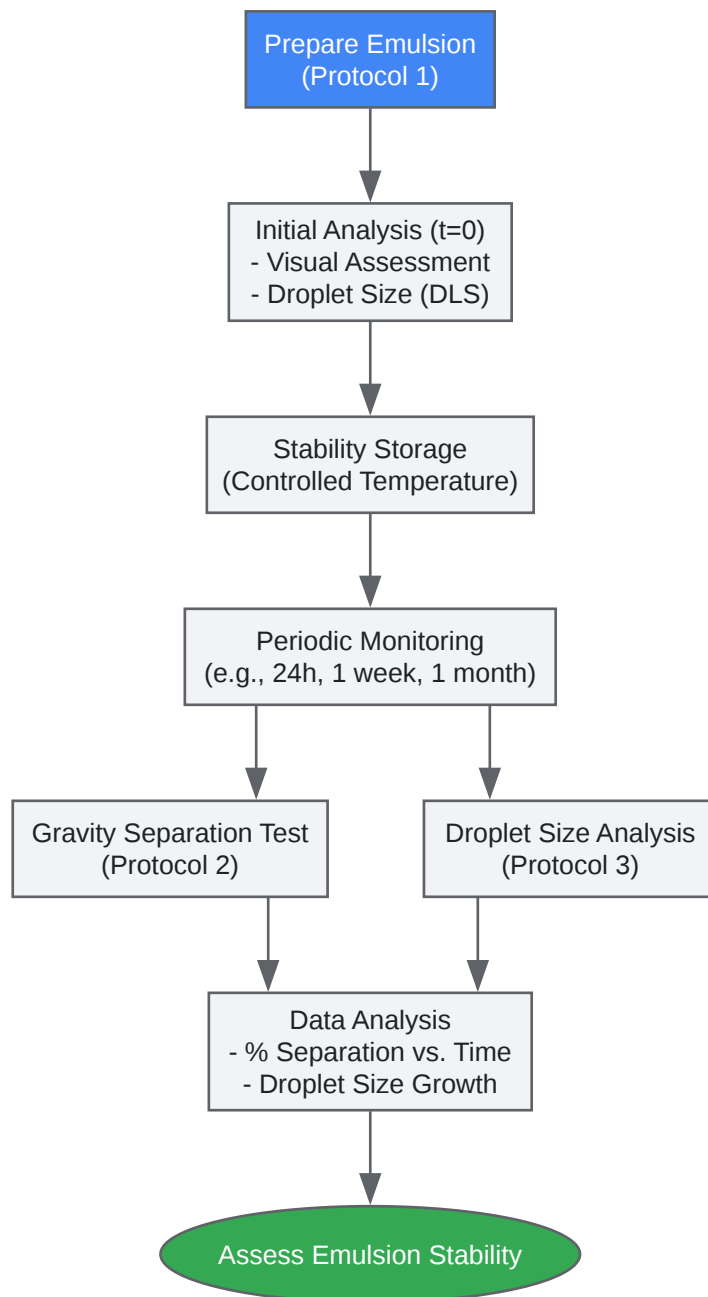 Prepare Emulsion
(Protocol 1)
Initial Analysis (t=0)
- Visual Assessment
- Droplet Size (DLS)
Stability Storage
(Controlled Temperature)
Periodic Monitoring
(e.g., 24h, 1 week, 1 month)
Gravity Separation Test
(Protocol 2)
Droplet Size Analysis
(Protocol 3)
Data Analysis
- % Separation vs. Time
- Droplet Size Growth
Assess Emulsion Stability